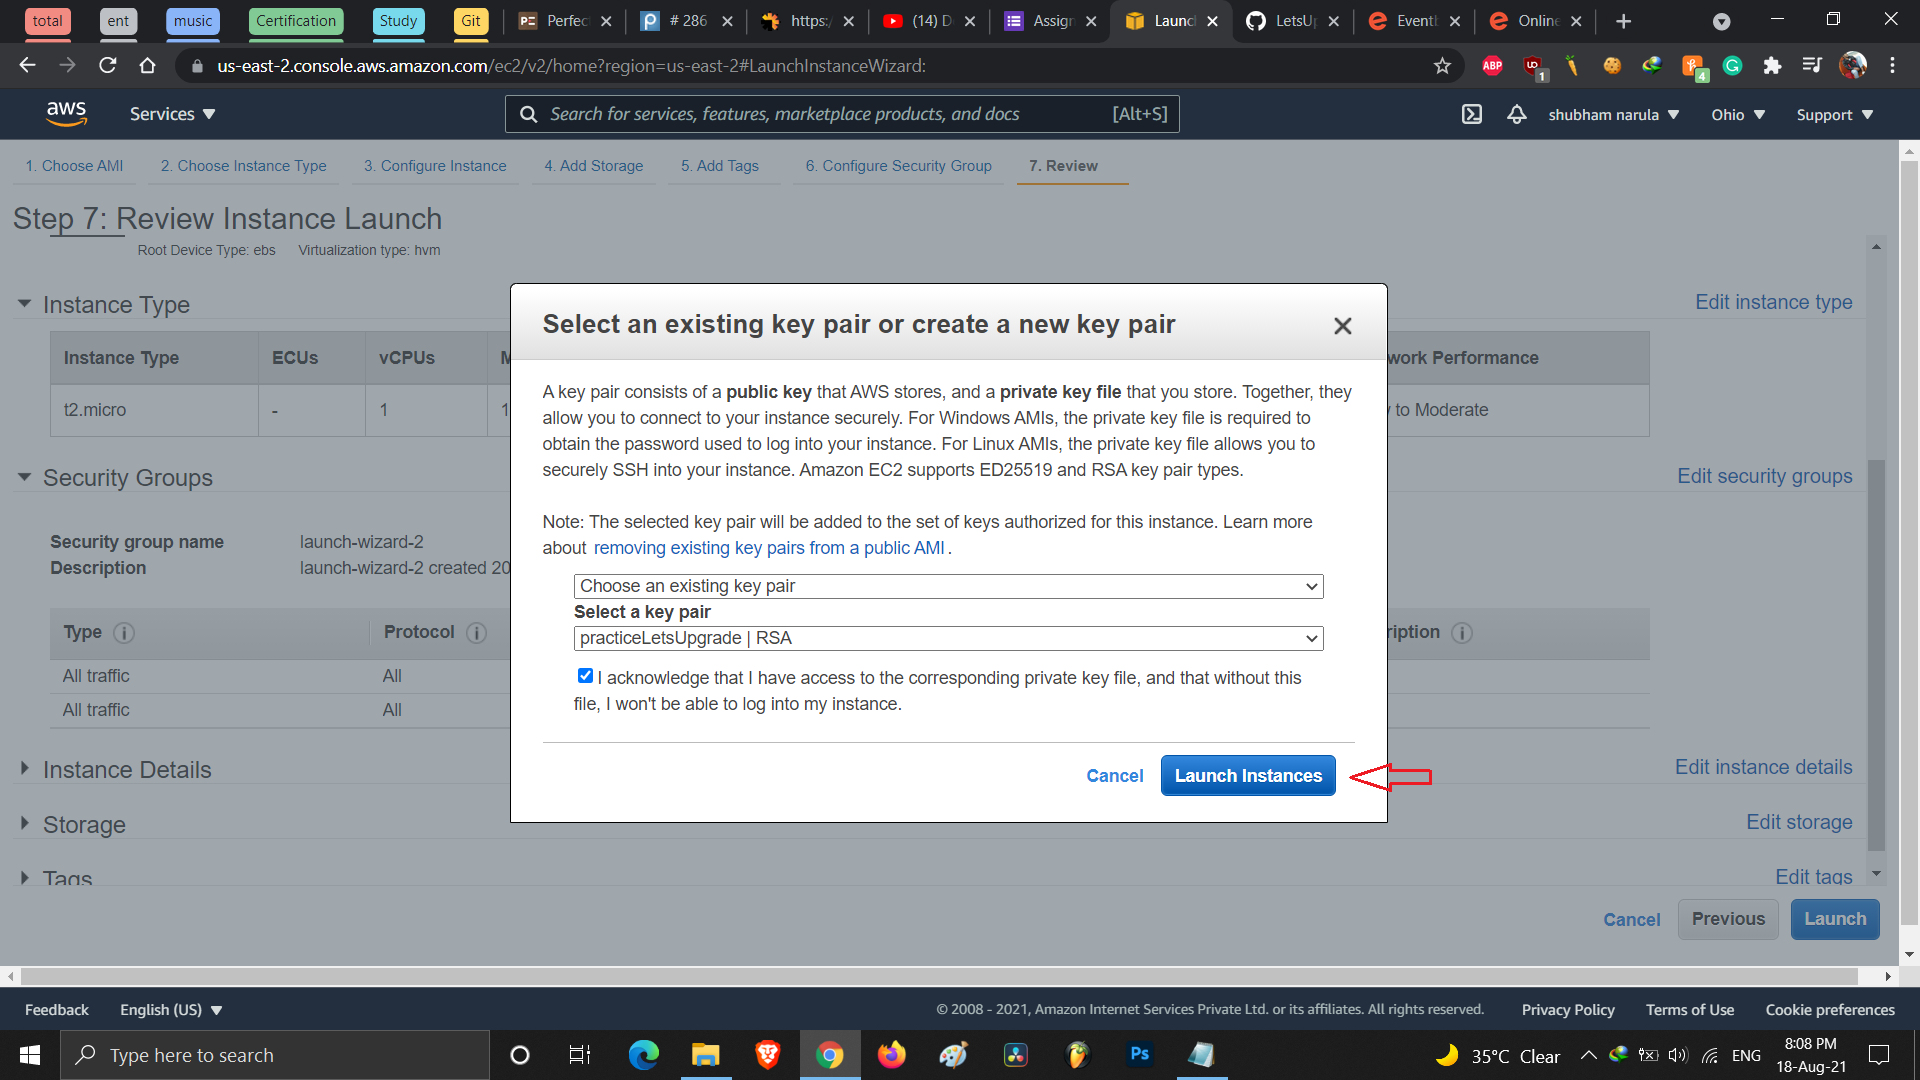 total
ent
music
Certification
Study
Git
PE
Perfec
P
# 286
https:/
(14) D
Assign
Launc
LetsUp
Event
Online
us-east-2.console.aws.amazon.com/ec2/v2/home?region=us-east-2#LaunchInstanceWizard:
ABP
UD
1
4
aws
Services
Search for services, features, marketplace products, and docs
[Alt+S]
shubham narula
Ohio
Support
1. Choose AMI
2. Choose Instance Type
3. Configure Instance
4. Add Storage
5. Add Tags
6. Configure Security Group
7. Review
Step 7: Review Instance Launch
Root Device Type: ebs
Virtualization type: hvm
Instance Type
Edit instance type
Instance Type
ECUs
vCPUs
M
work Performance
t2.micro
-
1
1
to Moderate
Security Groups
Edit security groups
Security group name
launch-wizard-2
Description
launch-wizard-2 created 20
Type
Protocol
ription
All traffic
All
All traffic
All
Instance Details
Edit instance details
Storage
Edit storage
Tags
Edit tags
Cancel
Previous
Launch
Select an existing key pair or create a new key pair
A key pair consists of a public key that AWS stores, and a private key file that you store. Together, they
allow you to connect to your instance securely. For Windows AMIs, the private key file is required to
obtain the password used to log into your instance. For Linux AMIs, the private key file allows you to
securely SSH into your instance. Amazon EC2 supports ED25519 and RSA key pair types.
Note: The selected key pair will be added to the set of keys authorized for this instance. Learn more
about removing existing key pairs from a public AMI.
Choose an existing key pair
Select a key pair
practiceLetsUpgrade | RSA
I acknowledge that I have access to the corresponding private key file, and that without this
file, I won't be able to log into my instance.
Cancel
Launch Instances
Feedback
English (US)
© 2008 - 2021, Amazon Internet Services Private Ltd. or its affiliates. All rights reserved.
Privacy Policy
Terms of Use
Cookie preferences
Type here to search
Ps
35°C Clear
ENG
8:08 PM
18-Aug-21